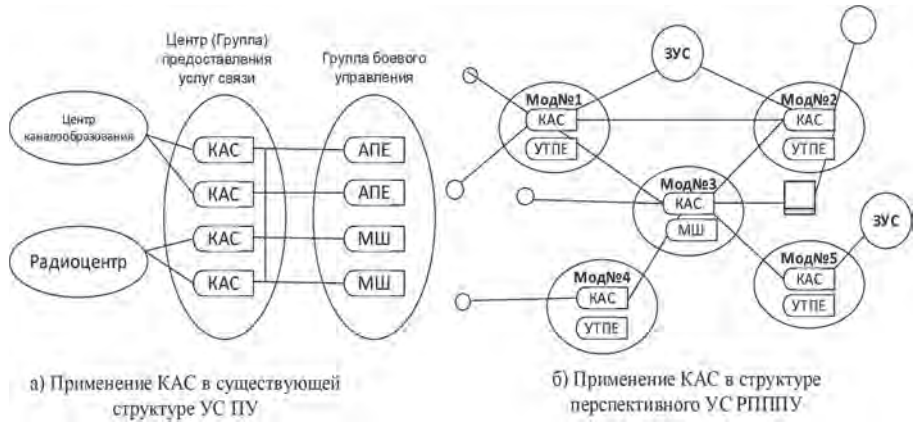 Центр (Группа)
предоставления
услуг связи
Группа боевого
управления
Центр
каналообразования
Радиоцентр
КАС
КАС
КАС
КАС
АПЕ
АПЕ
МШ
МШ
а) Применение КАС в существующей
структуре УС ПУ
ЗУС
Мод№1
КАС
УТПЕ
Мод№2
КАС
УТПЕ
Мод№3
КАС
МШ
ЗУС
Мод№4
КАС
УТПЕ
Мод№5
КАС
УТПЕ
б) Применение КАС в структуре
перспективного УС РПППУ